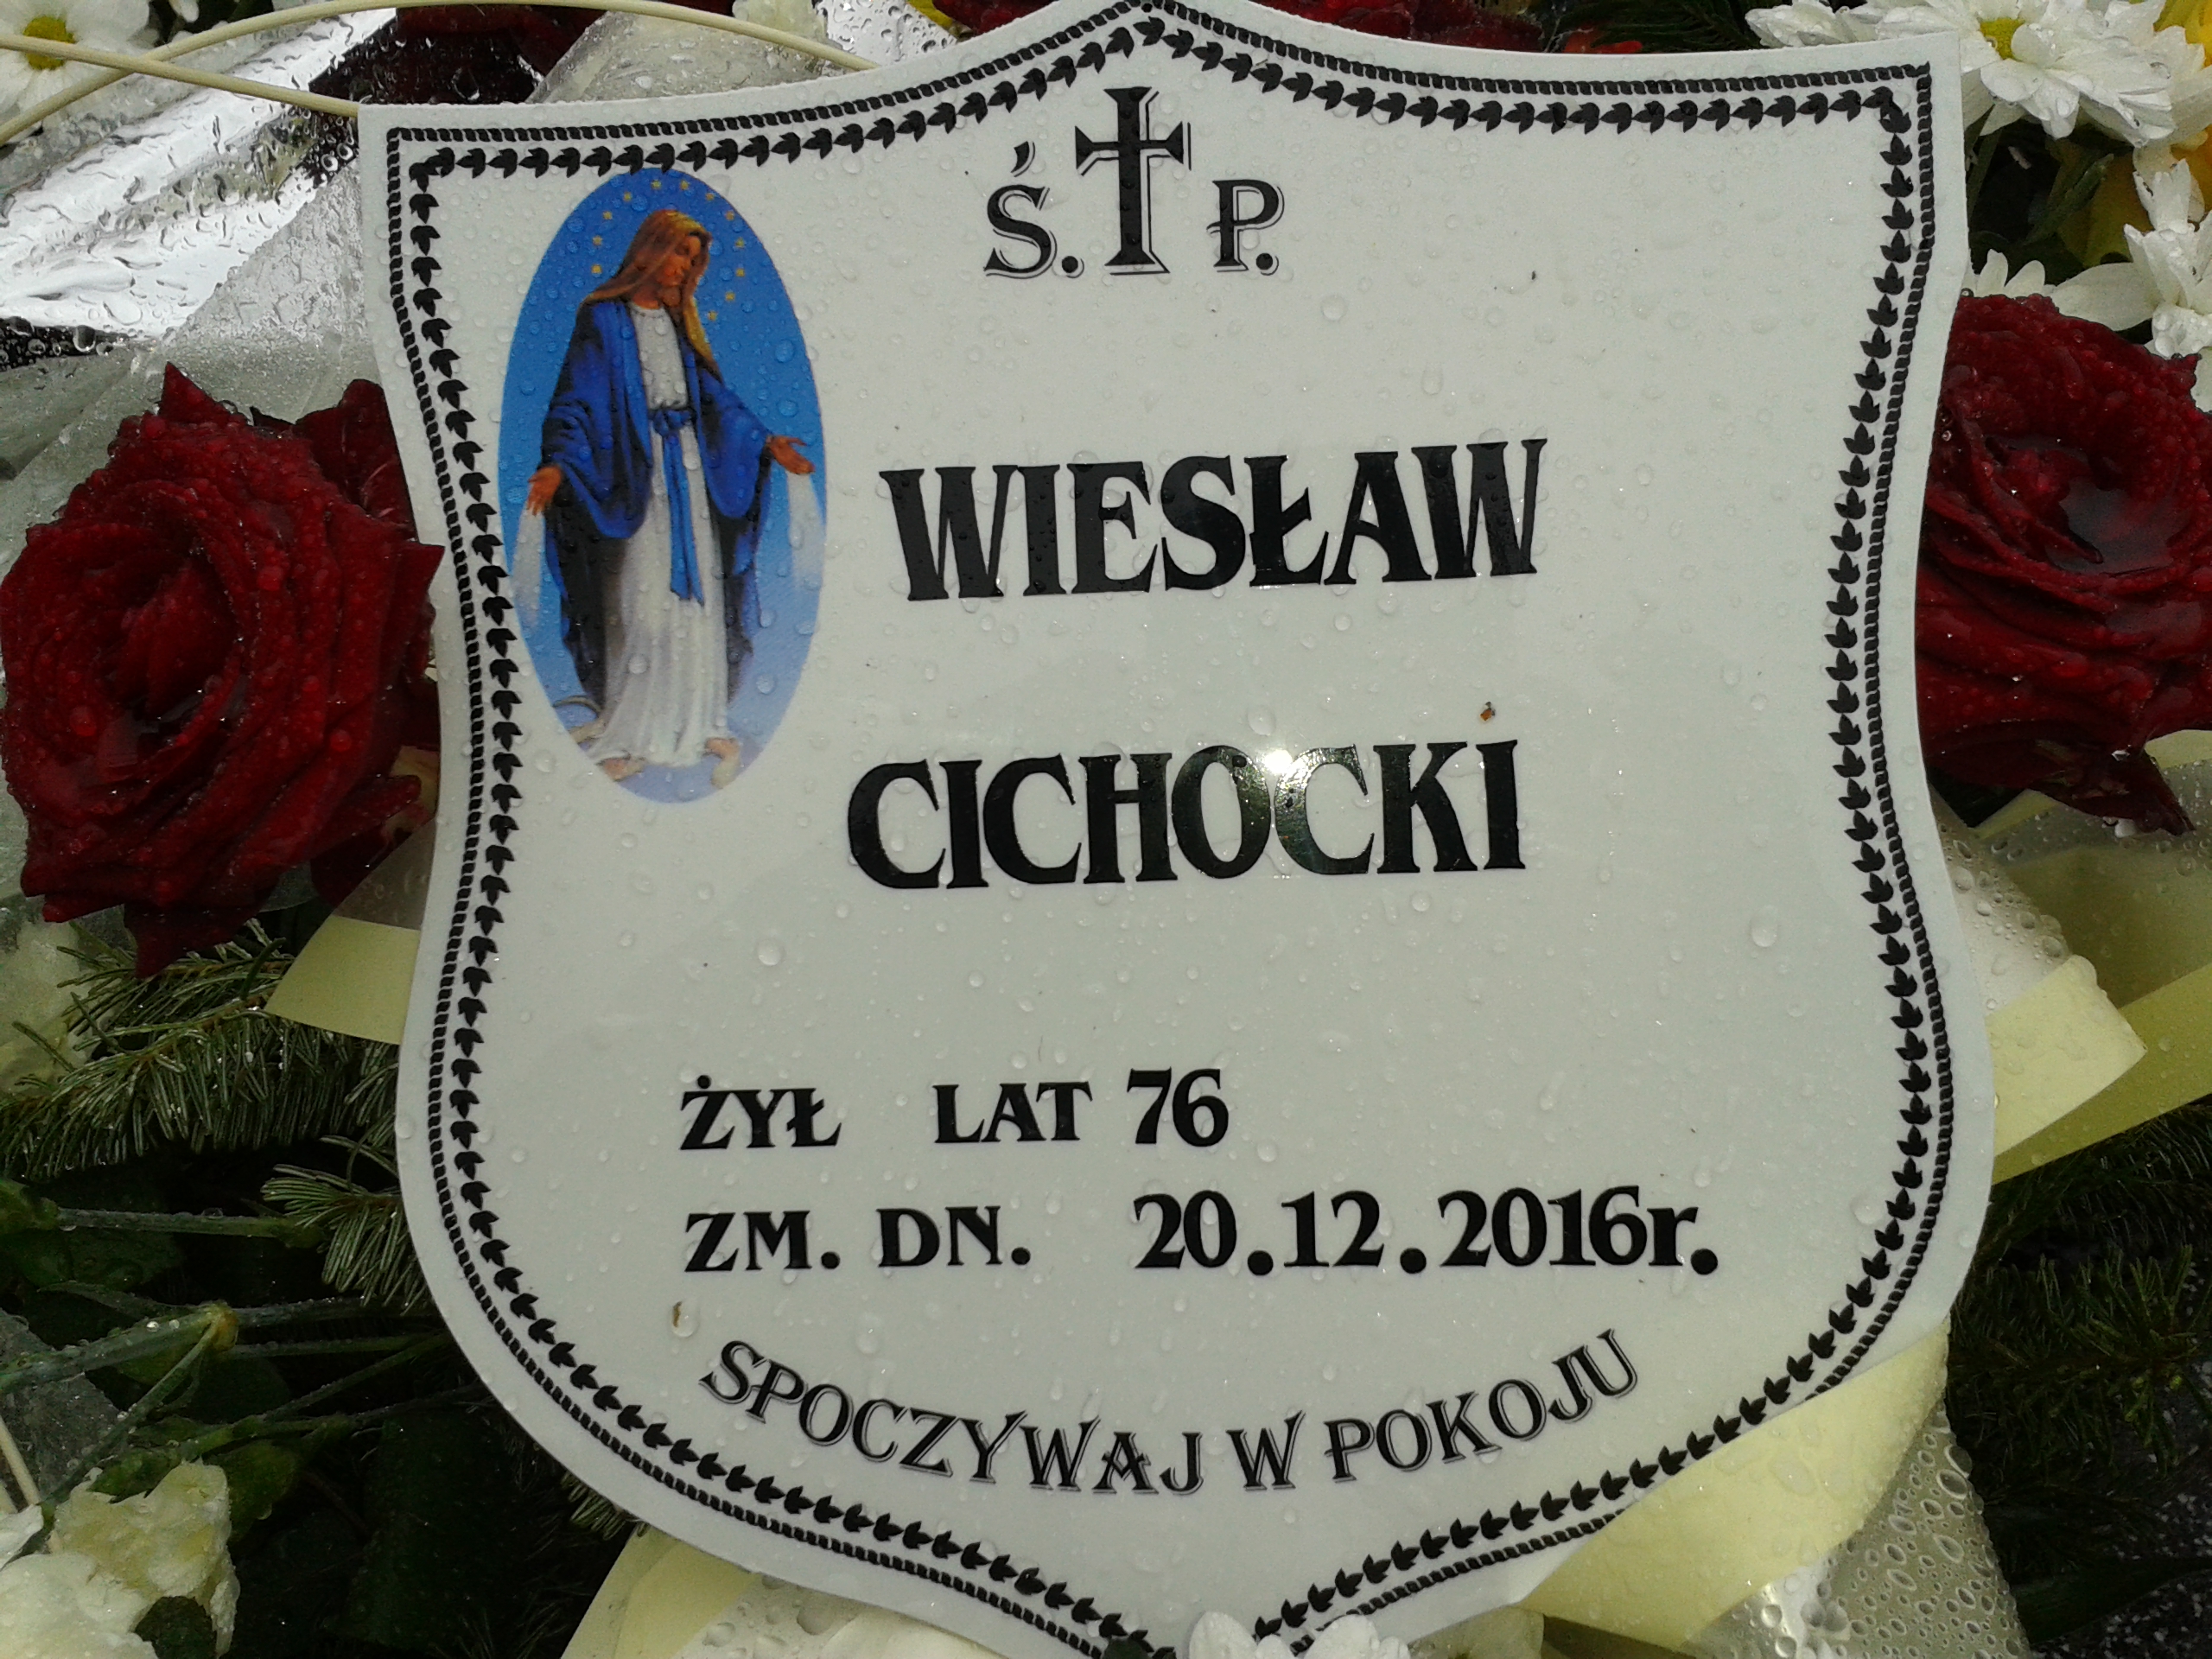 Ś. P.
WIESŁAW
CICHOCKI
ŻYŁ LAT 76
ZM. DN. 20.12.2016r.
SPOCZYWAJ W POKOJU